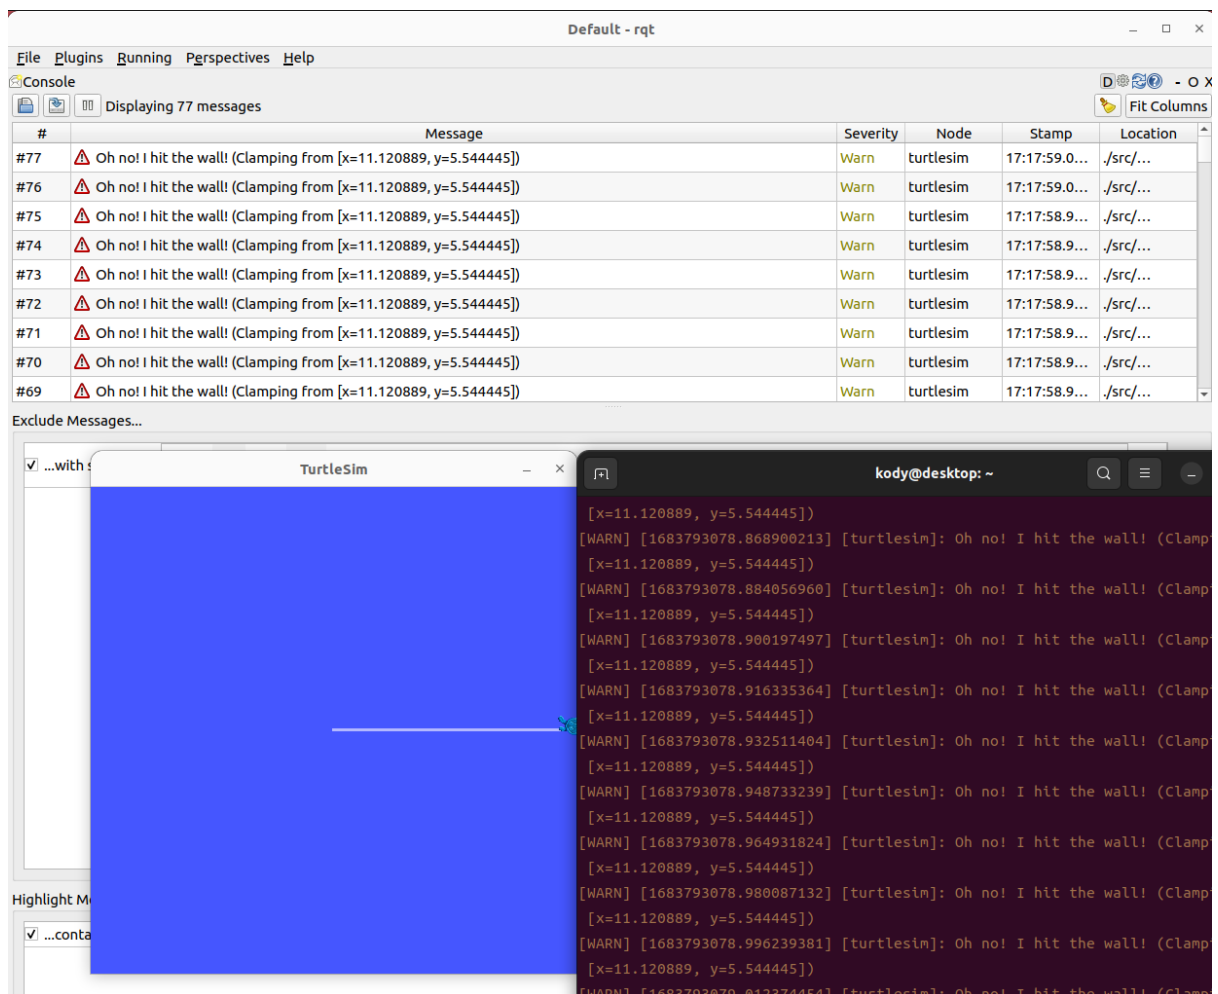 Default - rqt
File Plugins Running Perspectives Help
Console D - O X
Displaying 77 messages Fit Columns
# Message Severity Node Stamp Location
#77 Oh no! I hit the wall! (Clamping from [x=11.120889, y=5.544445]) Warn turtlesim 17:17:59.0... ./src/...
#76 Oh no! I hit the wall! (Clamping from [x=11.120889, y=5.544445]) Warn turtlesim 17:17:59.0... ./src/...
#75 Oh no! I hit the wall! (Clamping from [x=11.120889, y=5.544445]) Warn turtlesim 17:17:58.9... ./src/...
#74 Oh no! I hit the wall! (Clamping from [x=11.120889, y=5.544445]) Warn turtlesim 17:17:58.9... ./src/...
#73 Oh no! I hit the wall! (Clamping from [x=11.120889, y=5.544445]) Warn turtlesim 17:17:58.9... ./src/...
#72 Oh no! I hit the wall! (Clamping from [x=11.120889, y=5.544445]) Warn turtlesim 17:17:58.9... ./src/...
#71 Oh no! I hit the wall! (Clamping from [x=11.120889, y=5.544445]) Warn turtlesim 17:17:58.9... ./src/...
#70 Oh no! I hit the wall! (Clamping from [x=11.120889, y=5.544445]) Warn turtlesim 17:17:58.9... ./src/...
#69 Oh no! I hit the wall! (Clamping from [x=11.120889, y=5.544445]) Warn turtlesim 17:17:58.9... ./src/...
Exclude Messages...
...with
TurtleSim
kody@desktop: ~
[x=11.120889, y=5.544445])
[WARN] [1683793078.868900213] [turtlesim]: Oh no! I hit the wall! (Clamp
[x=11.120889, y=5.544445])
[WARN] [1683793078.884056960] [turtlesim]: Oh no! I hit the wall! (Clamp
[x=11.120889, y=5.544445])
[WARN] [1683793078.900197497] [turtlesim]: Oh no! I hit the wall! (Clamp
[x=11.120889, y=5.544445])
[WARN] [1683793078.916335364] [turtlesim]: Oh no! I hit the wall! (Clamp
[x=11.120889, y=5.544445])
[WARN] [1683793078.932511404] [turtlesim]: Oh no! I hit the wall! (Clamp
[x=11.120889, y=5.544445])
[WARN] [1683793078.948733239] [turtlesim]: Oh no! I hit the wall! (Clamp
[x=11.120889, y=5.544445])
[WARN] [1683793078.964931824] [turtlesim]: Oh no! I hit the wall! (Clamp
[x=11.120889, y=5.544445])
[WARN] [1683793078.980087132] [turtlesim]: Oh no! I hit the wall! (Clamp
[x=11.120889, y=5.544445])
[WARN] [1683793078.996239381] [turtlesim]: Oh no! I hit the wall! (Clamp
[x=11.120889, y=5.544445])
[WARN] [1683793079.012374454] [turtlesim]: Oh no! I hit the wall! (Clamp
Highlight M
...conta